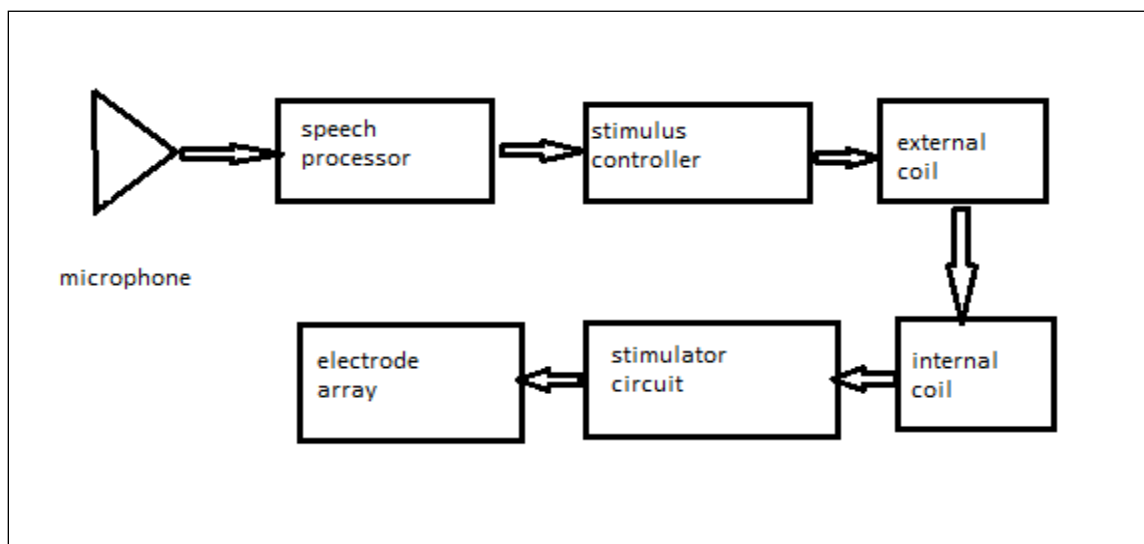 speech
processor
stimulus
controller
external
coil
microphone
electrode
array
stimulator
circuit
internal
coil